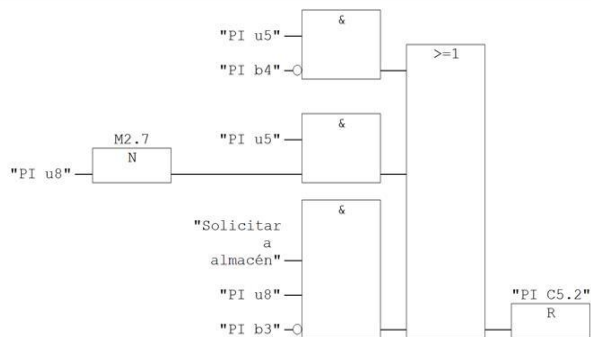 &
"PI u5"
>=1
"PI b4"
&
M2.7
"PI u5"
N
"PI u8"
&
"Solicitar
a
almacén"
"PI u8"
"PI C5.2"
R
"PI b3"